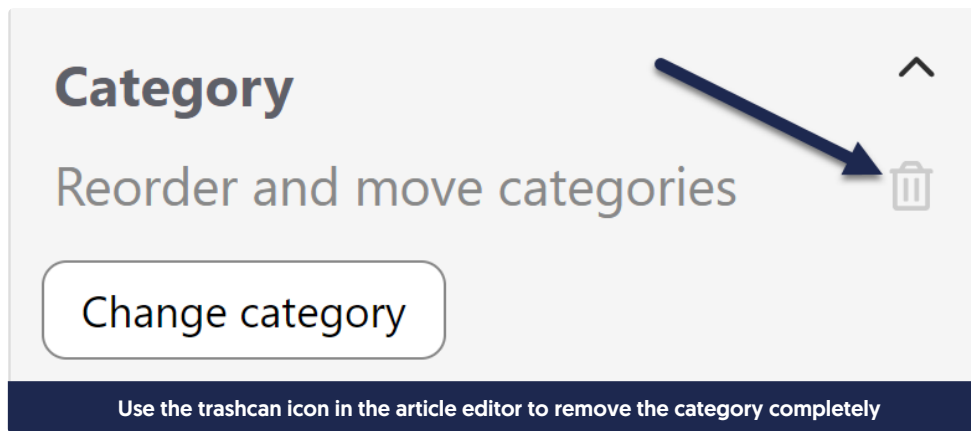 Category
Reorder and move categories
Change category
Use the trashcan icon in the article editor to remove the category completely